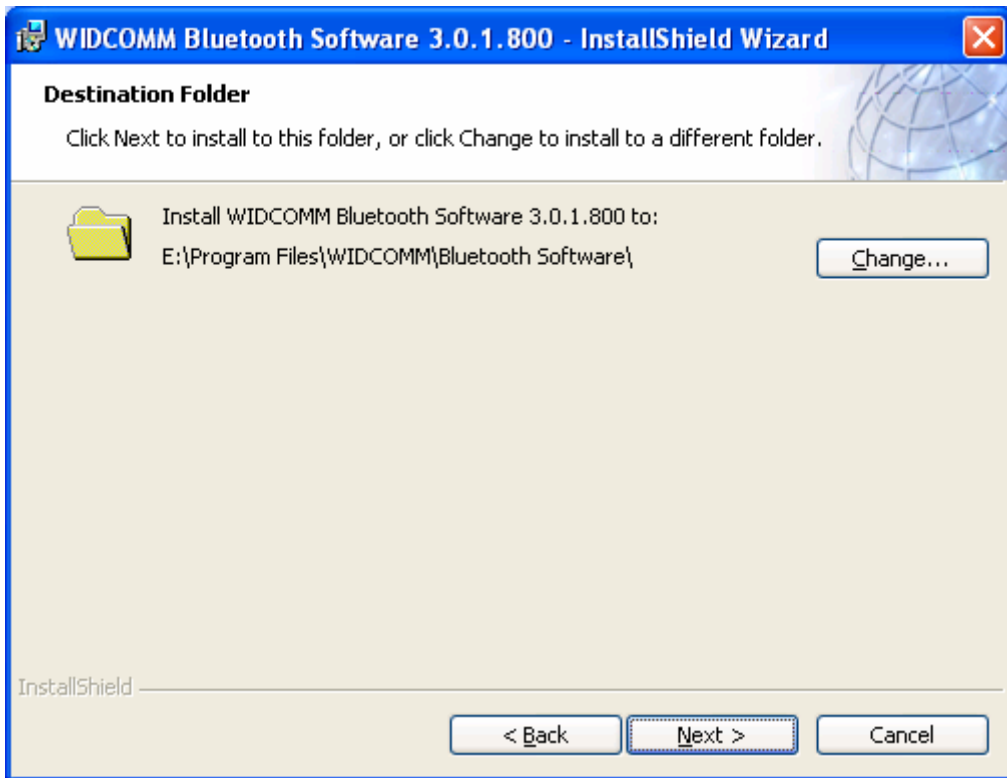 WIDCOMM Bluetooth Software 3.0.1.800 - InstallShield Wizard
Destination Folder
Click Next to install to this folder, or click Change to install to a different folder.
Install WIDCOMM Bluetooth Software 3.0.1.800 to:
E:\Program Files\WIDCOMM\Bluetooth Software\
Change...
InstallShield
< Back
Next >
Cancel